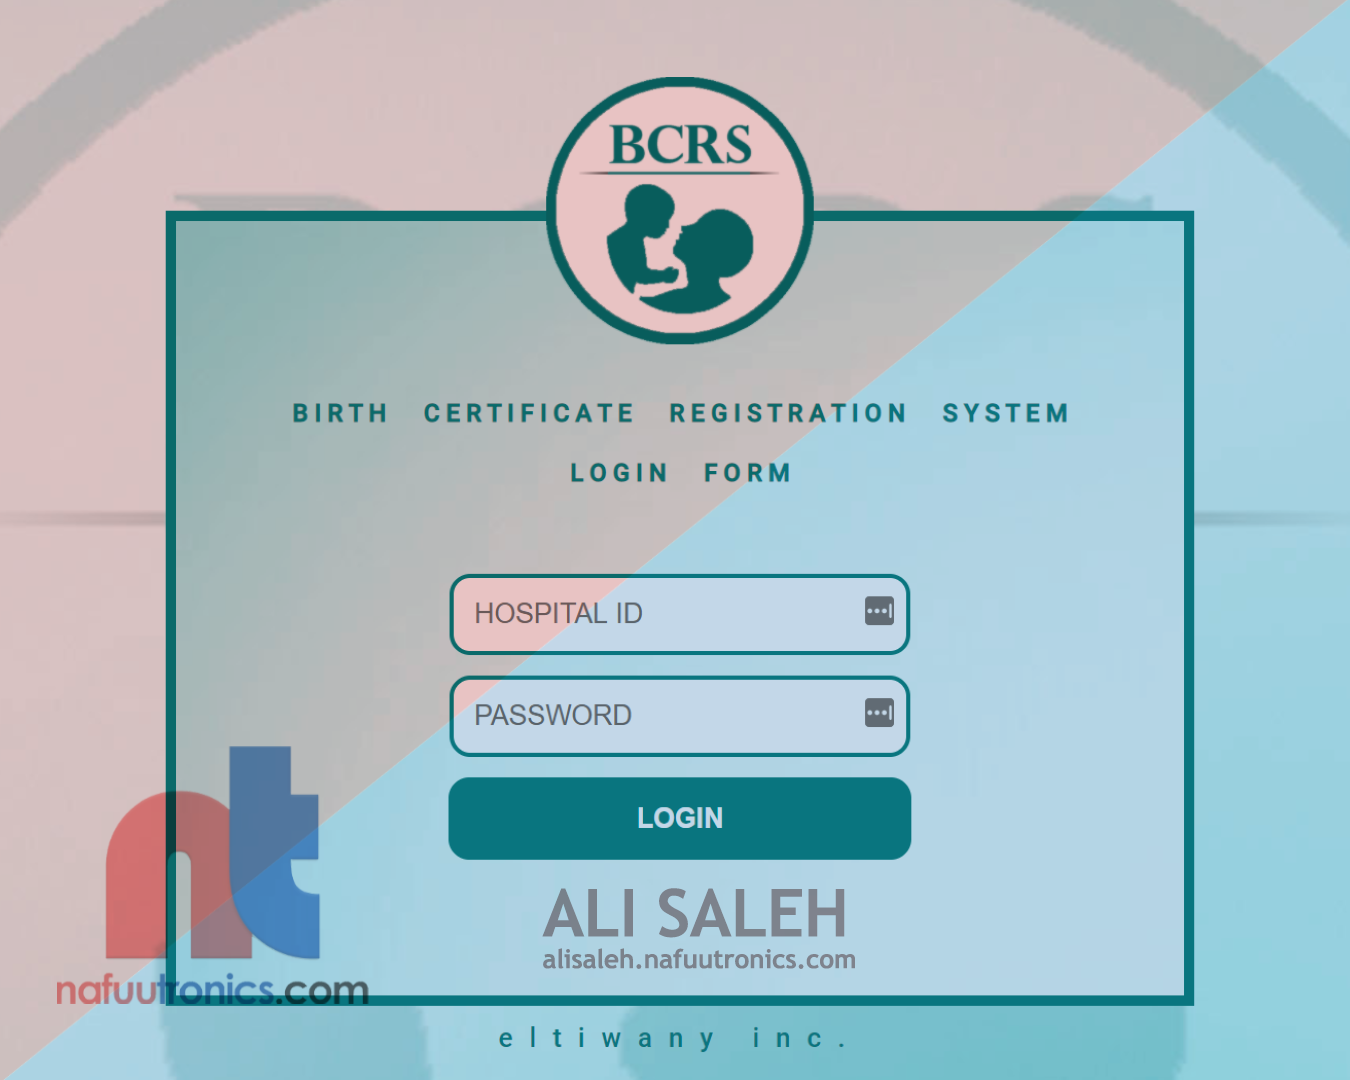 BCRS
BIRTH CERTIFICATE REGISTRATION SYSTEM
LOGIN FORM
HOSPITAL ID
PASSWORD
LOGIN
ALI SALEH
alisaleh.nafuutronics.com
nt
nafuutronics.com
eltiwany inc.